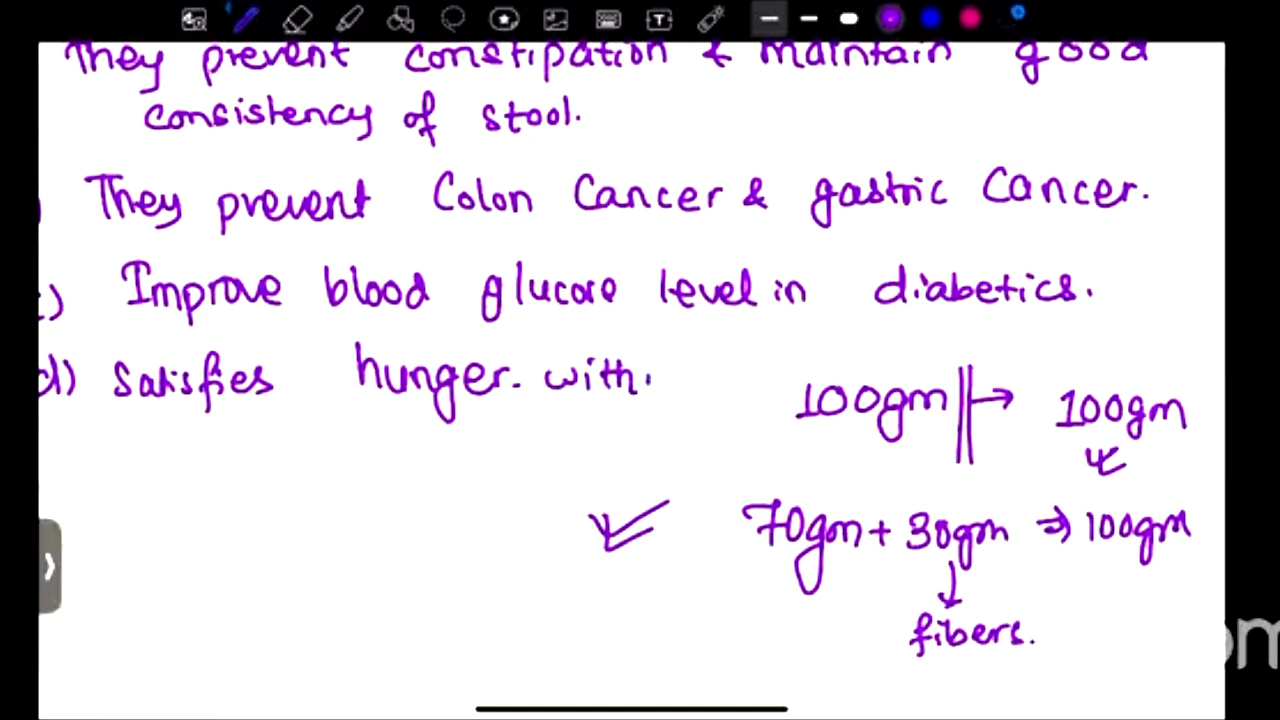 They prevent constipation & maintain good
consistency of stool.
) They prevent Colon Cancer & gastric Cancer.
c) Improve blood glucose level in diabetics.
d) Satisfies hunger. with.
100gm → 100gm
70gm + 30gm ⇒ 100gm
↓
fibers.
om